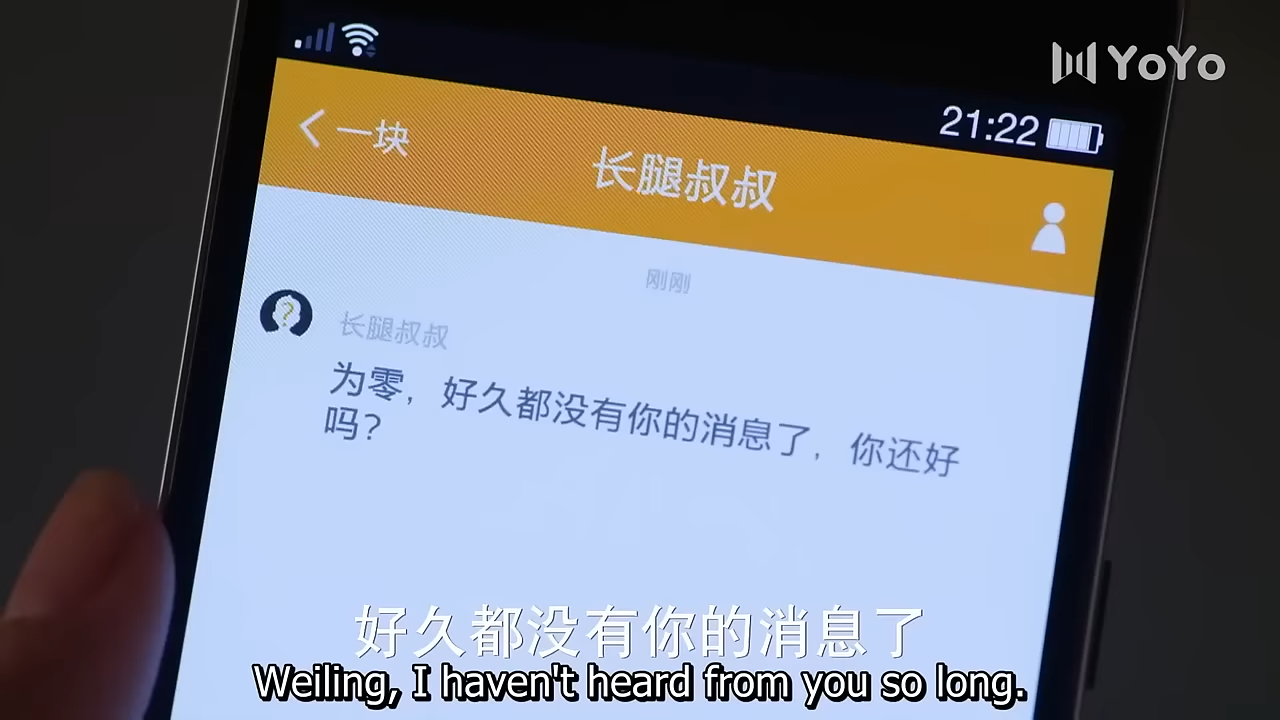 YoYo
21:22
一块
长腿叔叔
刚刚
长腿叔叔
为零，好久都没有你的消息了，你还好
吗？
好久都没有你的消息了
Weiling, I haven't heard from you so long.